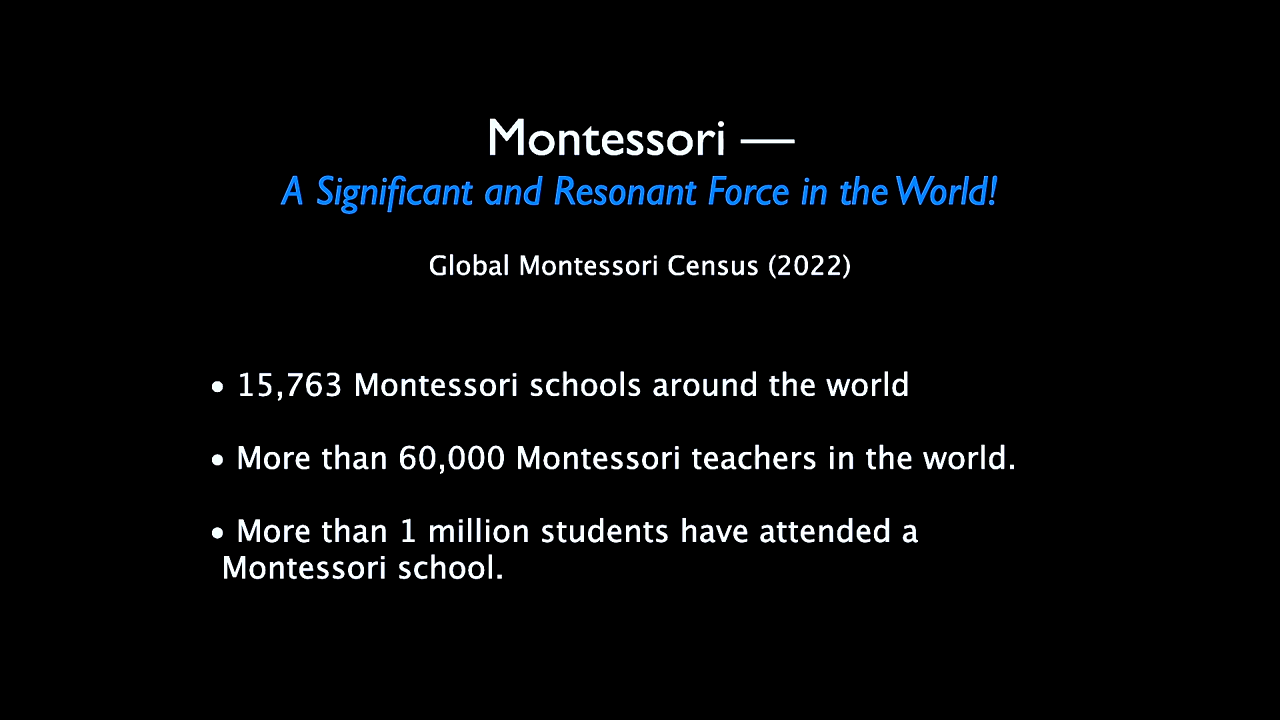 Montessori —
A Significant and Resonant Force in the World!
Global Montessori Census (2022)
• 15,763 Montessori schools around the world
• More than 60,000 Montessori teachers in the world.
• More than 1 million students have attended a
Montessori school.